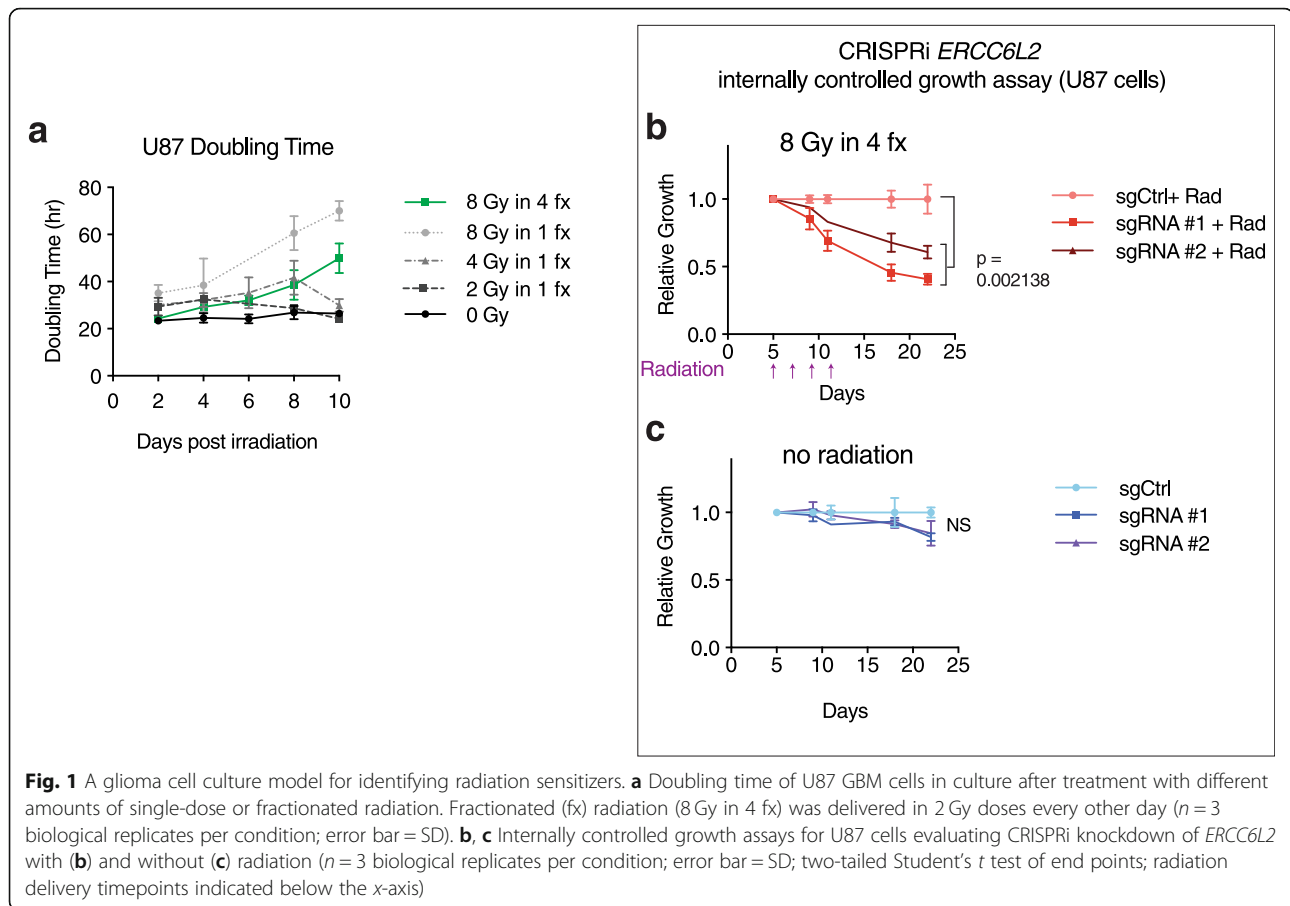 a
U87 Doubling Time
Doubling Time (hr)
80
60
40
20
0
0 2 4 6 8 10
Days post irradiation
8 Gy in 4 fx
8 Gy in 1 fx
4 Gy in 1 fx
2 Gy in 1 fx
0 Gy
CRISPRi ERCC6L2
internally controlled growth assay (U87 cells)
b
8 Gy in 4 fx
Relative Growth
1.0
0.5
0.0
0 5 10 15 20 25
Radiation ↑ ↑ ↑ ↑
Days
p =
0.002138
sgCtrl+ Rad
sgRNA #1 + Rad
sgRNA #2 + Rad
c
no radiation
Relative Growth
1.0
0.5
0.0
0 5 10 15 20 25
Days
NS
sgCtrl
sgRNA #1
sgRNA #2
Fig. 1 A glioma cell culture model for identifying radiation sensitizers. a Doubling time of U87 GBM cells in culture after treatment with different
amounts of single-dose or fractionated radiation. Fractionated (fx) radiation (8 Gy in 4 fx) was delivered in 2 Gy doses every other day (n = 3
biological replicates per condition; error bar = SD). b, c Internally controlled growth assays for U87 cells evaluating CRISPRi knockdown of ERCC6L2
with (b) and without (c) radiation (n = 3 biological replicates per condition; error bar = SD; two-tailed Student's t test of end points; radiation
delivery timepoints indicated below the x-axis)